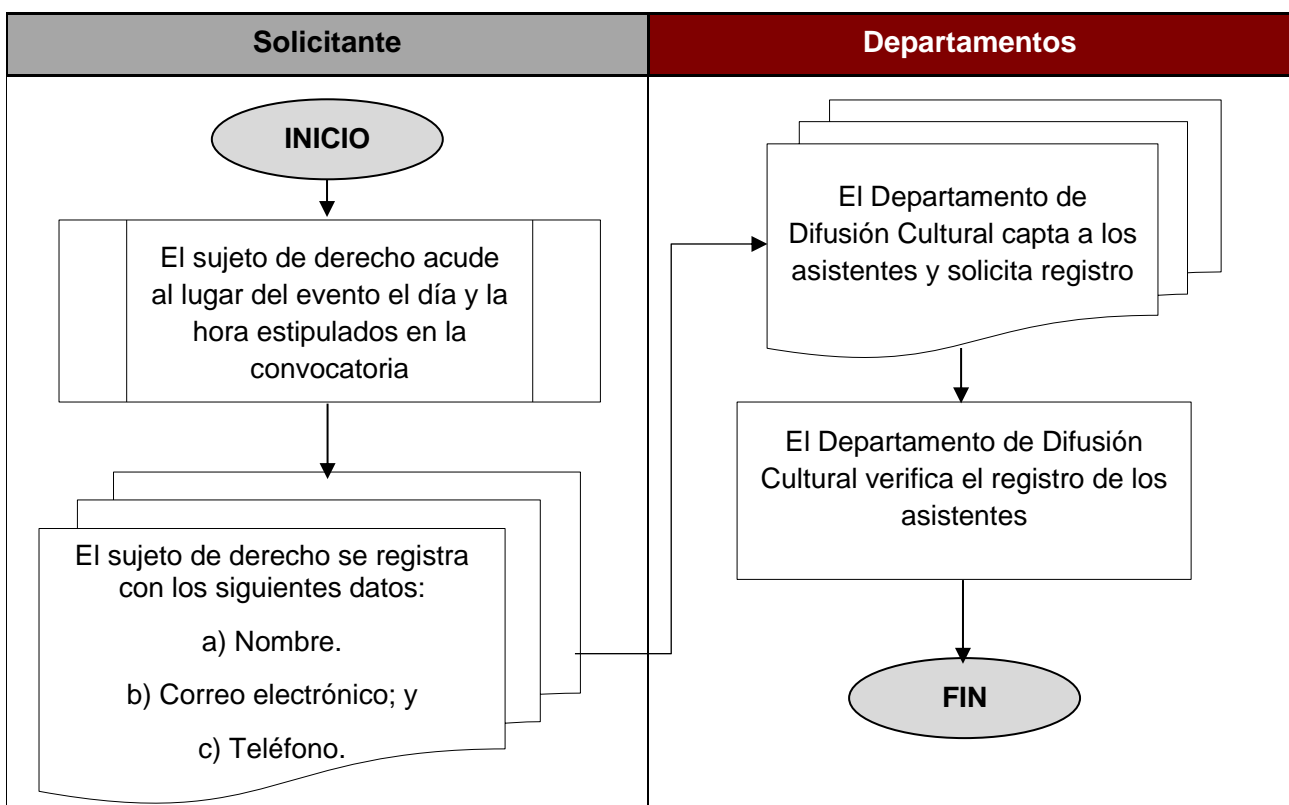 Solicitante
Departamentos
INICIO
El sujeto de derecho acude
al lugar del evento el día y la
hora estipulados en la
convocatoria
El sujeto de derecho se registra
con los siguientes datos:
a) Nombre.
b) Correo electrónico; y
c) Teléfono.
El Departamento de
Difusión Cultural capta a los
asistentes y solicita registro
El Departamento de Difusión
Cultural verifica el registro de los
asistentes
FIN